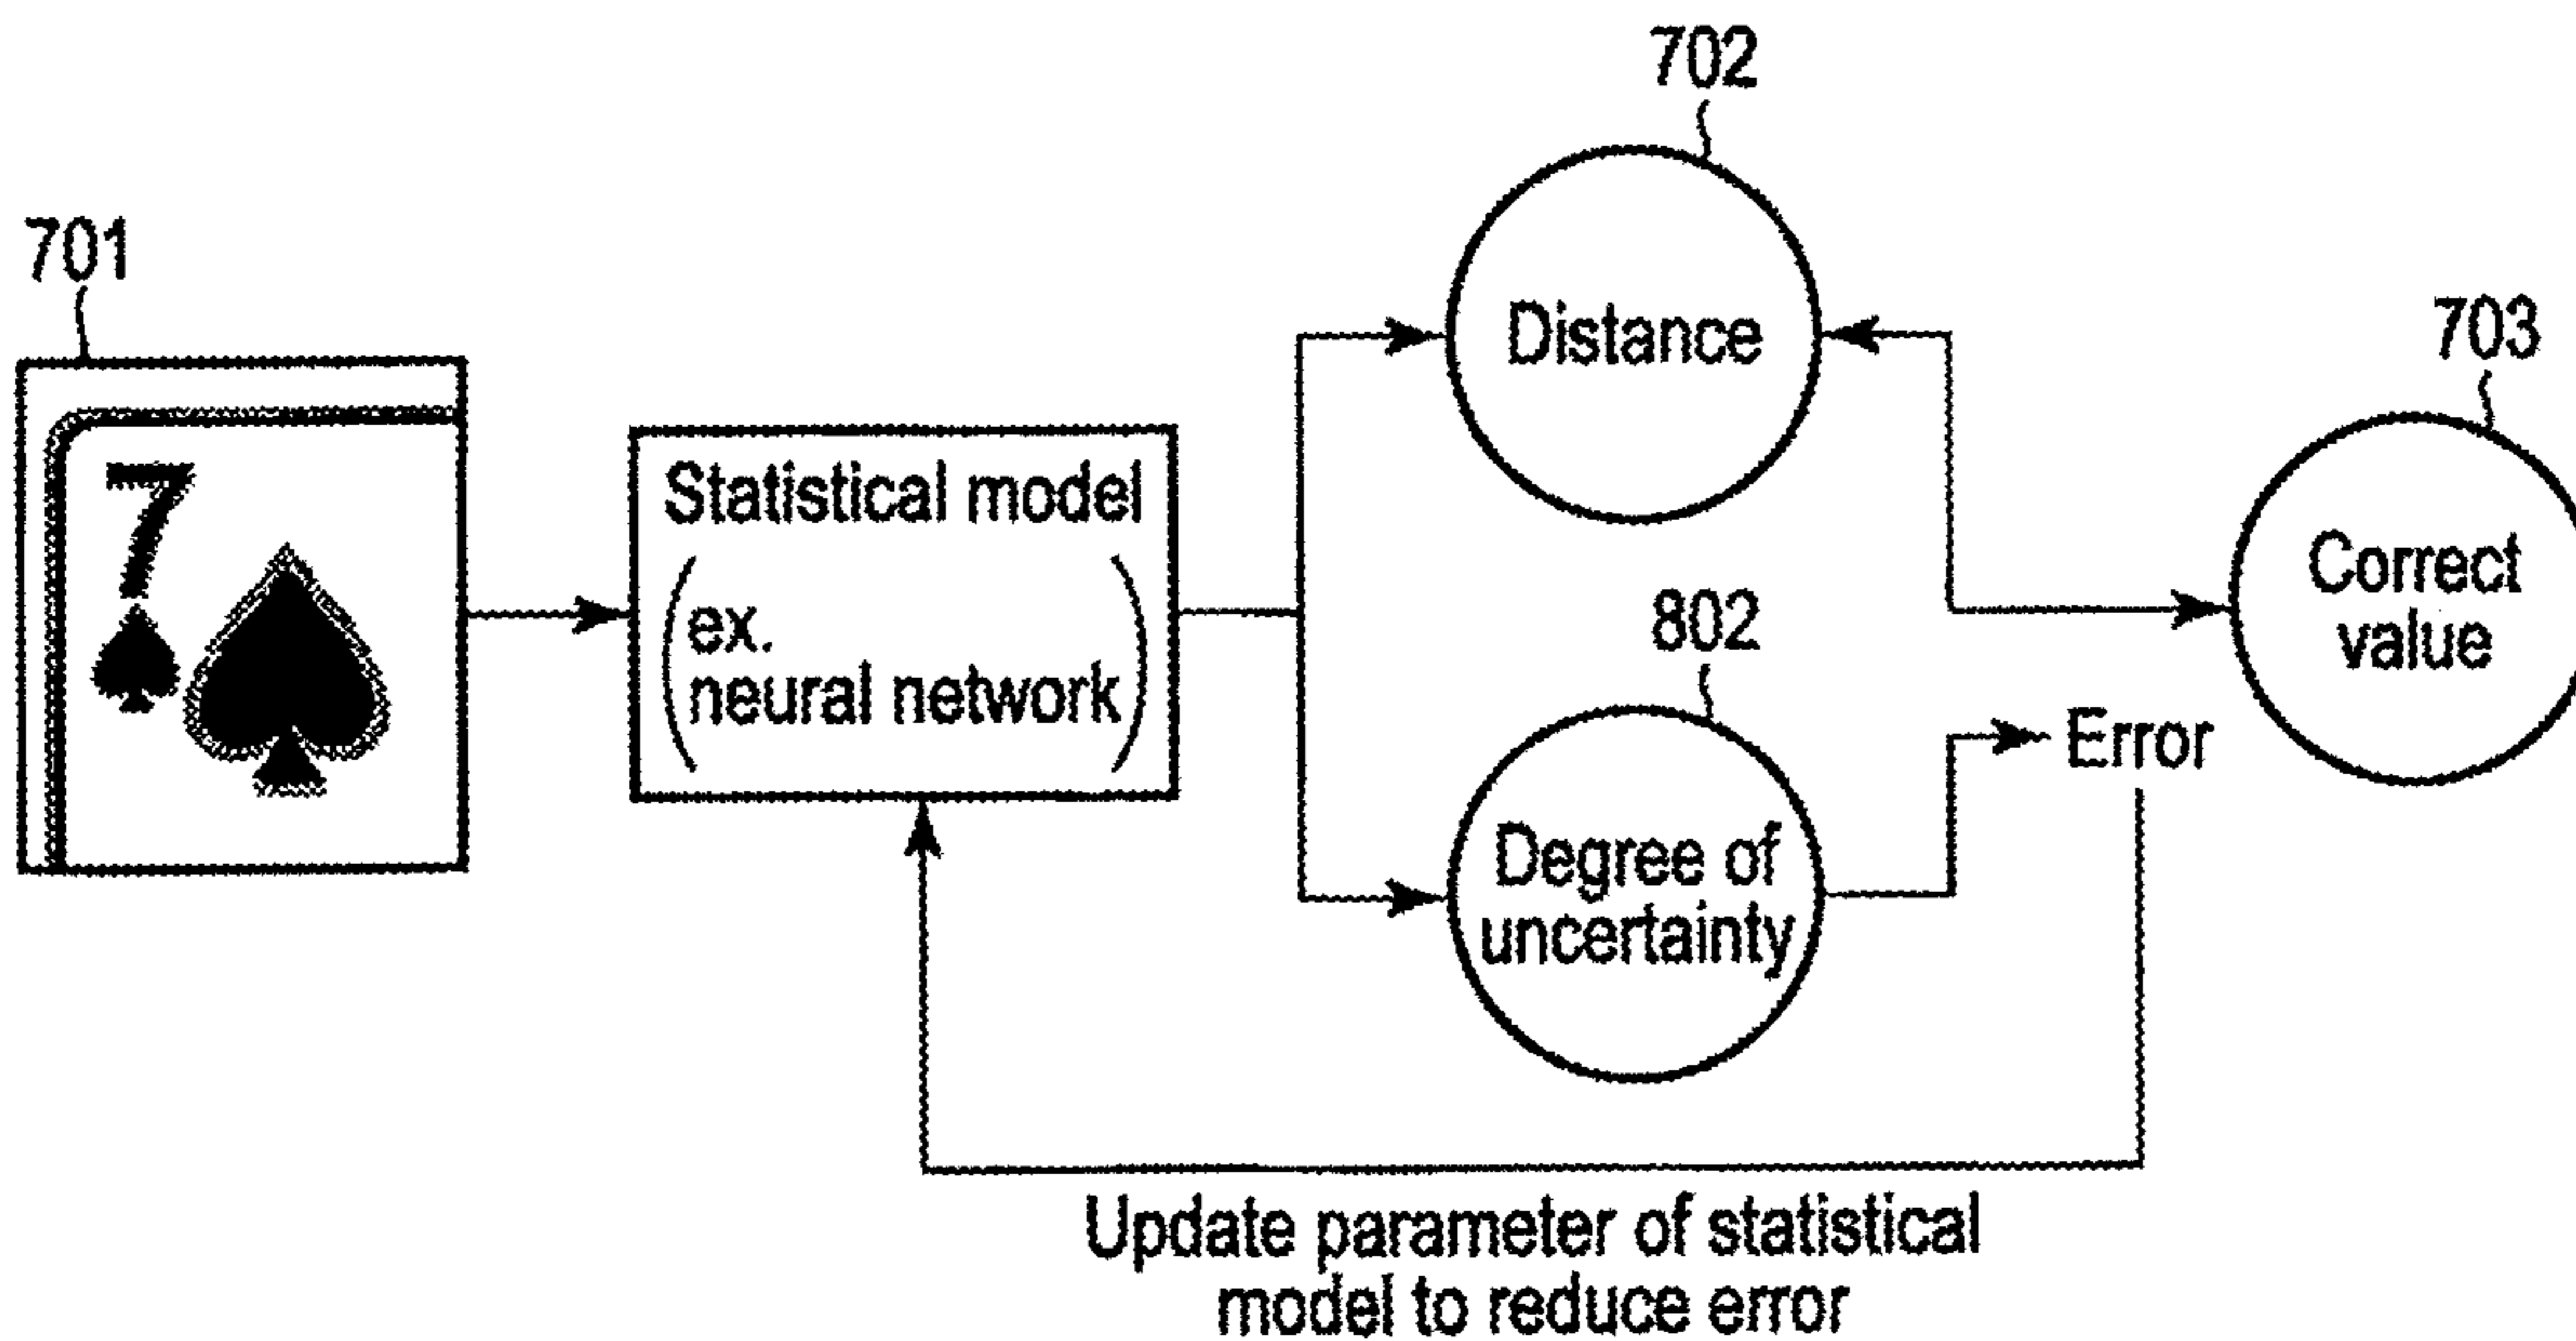 702
701
703
Distance
7
Statistical model
(ex.
neural network)
802
Correct
value
Error
Degree of
uncertainty
Update parameter of statistical
model to reduce error